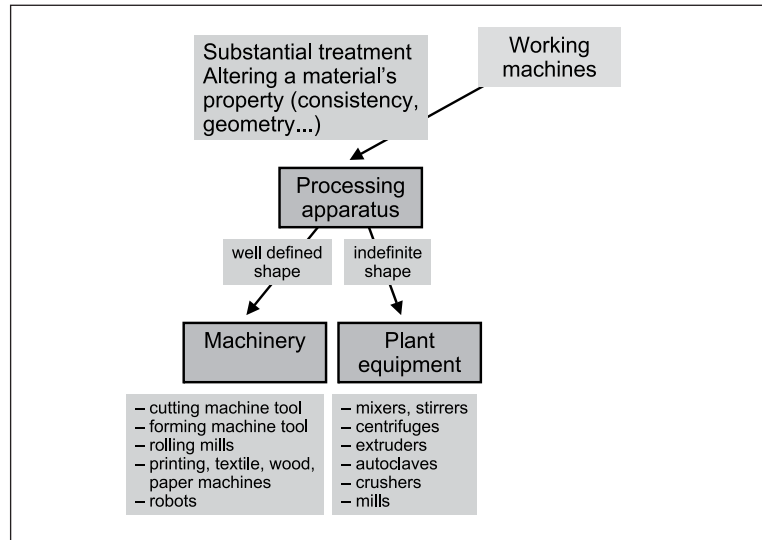 Substantial treatment
Altering a material's
property (consistency,
geometry...)
Working
machines
Processing
apparatus
well defined
shape
indefinite
shape
Machinery
Plant
equipment
– cutting machine tool
– forming machine tool
– rolling mills
– printing, textile, wood,
paper machines
– robots
– mixers, stirrers
– centrifuges
– extruders
– autoclaves
– crushers
– mills